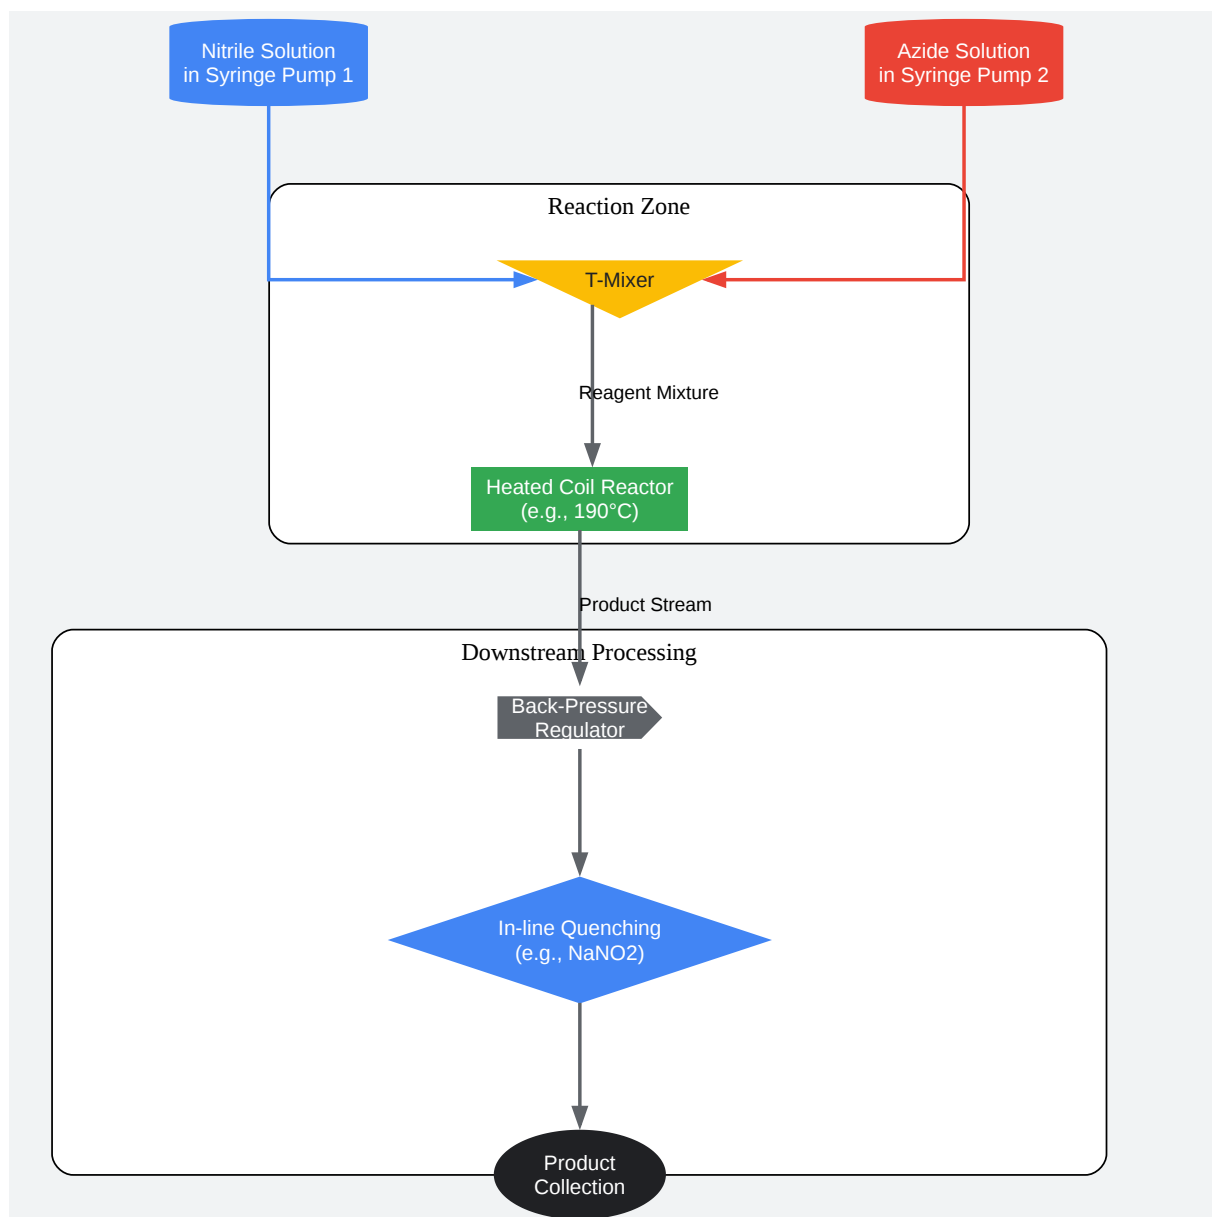 Nitrile Solution
in Syringe Pump 1
Azide Solution
in Syringe Pump 2
Reaction Zone
T-Mixer
Reagent Mixture
Heated Coil Reactor
(e.g., 190°C)
Product Stream
Downstream Processing
Back-Pressure
Regulator
In-line Quenching
(e.g., NaNO2)
Product
Collection